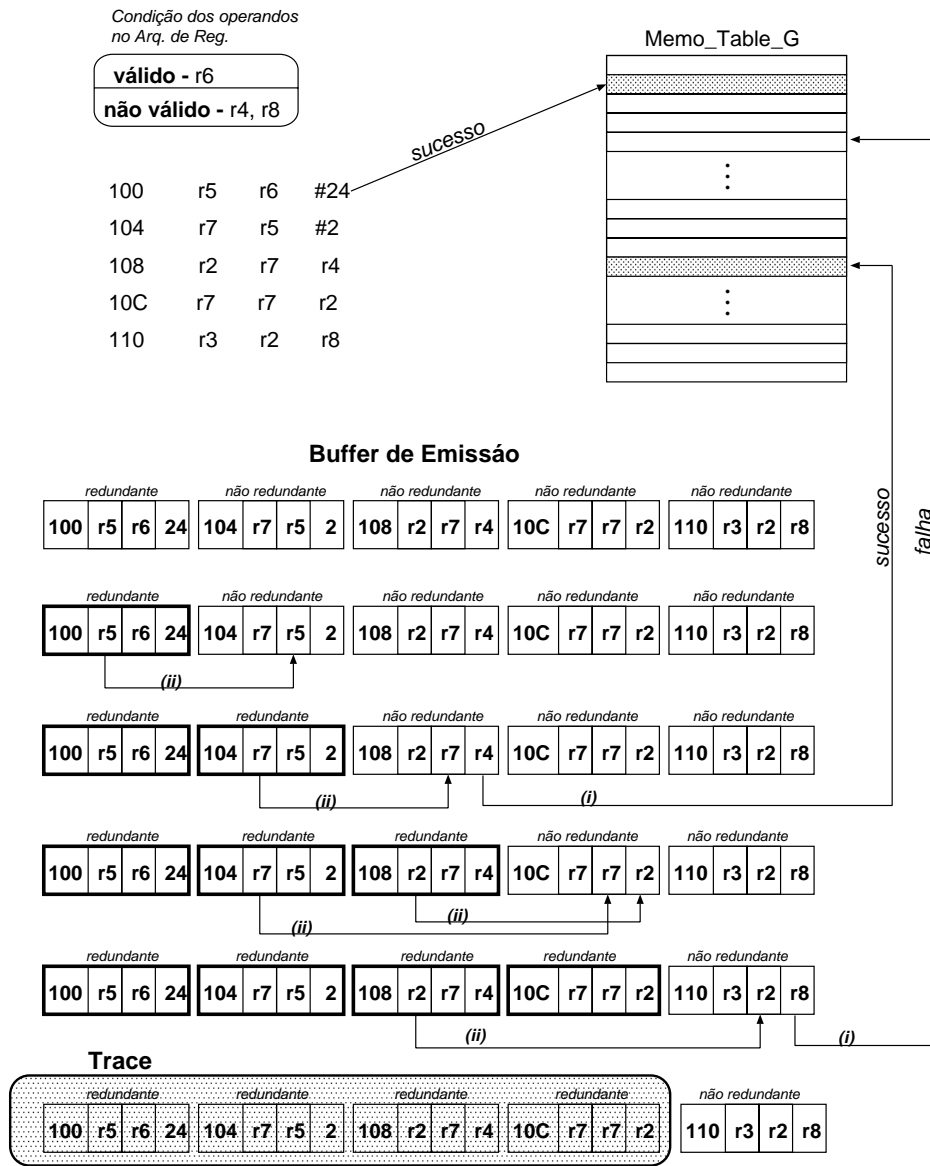 Condição dos operandos
no Arq. de Reg.
válido - r6
não válido - r4, r8
Memo_Table_G
sucesso
100 r5 r6 #24
104 r7 r5 #2
108 r2 r7 r4
10C r7 r7 r2
110 r3 r2 r8
sucesso
falha
Buffer de Emissáo
redundante não redundante não redundante não redundante não redundante
100 r5 r6 24 104 r7 r5 2 108 r2 r7 r4 10C r7 r7 r2 110 r3 r2 r8
redundante não redundante não redundante não redundante não redundante
100 r5 r6 24 104 r7 r5 2 108 r2 r7 r4 10C r7 r7 r2 110 r3 r2 r8
(ii)
redundante redundante não redundante não redundante não redundante
100 r5 r6 24 104 r7 r5 2 108 r2 r7 r4 10C r7 r7 r2 110 r3 r2 r8
(ii) (i)
redundante redundante redundante não redundante não redundante
100 r5 r6 24 104 r7 r5 2 108 r2 r7 r4 10C r7 r7 r2 110 r3 r2 r8
(ii) (ii)
redundante redundante redundante redundante não redundante
100 r5 r6 24 104 r7 r5 2 108 r2 r7 r4 10C r7 r7 r2 110 r3 r2 r8
(ii) (i)
Trace
redundante redundante redundante redundante não redundante
100 r5 r6 24 104 r7 r5 2 108 r2 r7 r4 10C r7 r7 r2 110 r3 r2 r8